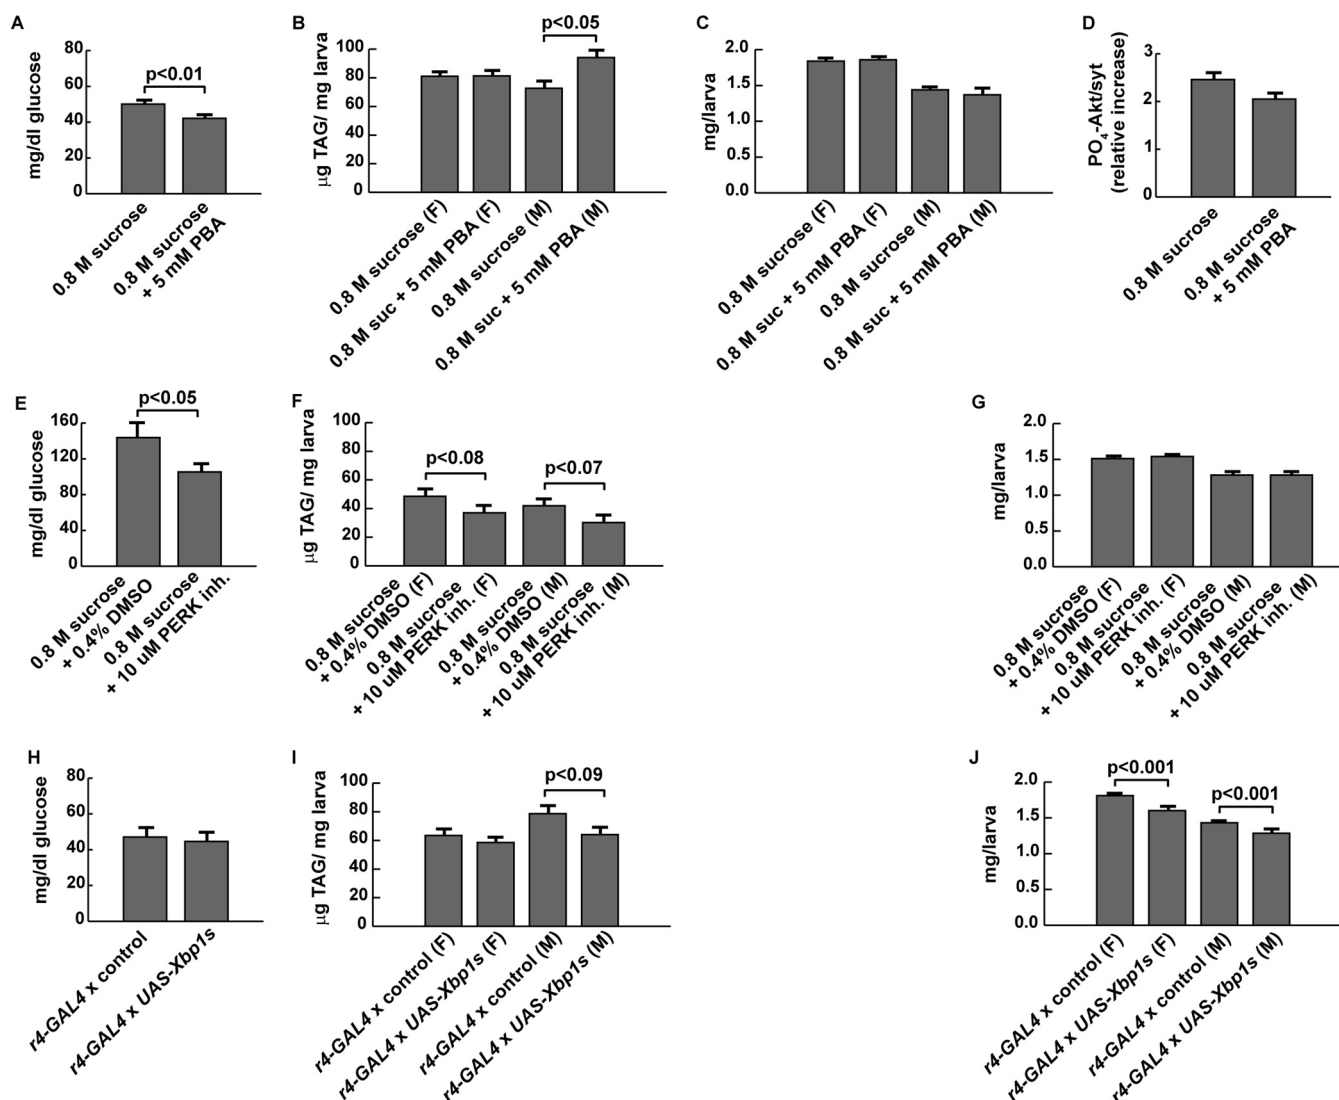 A
mg/dl glucose
80
60
40
20
0
p<0.01
0.8 M sucrose
0.8 M sucrose
+ 5 mM PBA
B
μg TAG/ mg larva
100
80
60
40
20
0
p<0.05
0.8 M sucrose (F)
0.8 M suc + 5 mM PBA (F)
0.8 M sucrose (M)
0.8 M suc + 5 mM PBA (M)
C
mg/larva
2.0
1.5
1.0
0.5
0.0
0.8 M sucrose (F)
0.8 M suc + 5 mM PBA (F)
0.8 M sucrose (M)
0.8 M suc + 5 mM PBA (M)
D
PO4-Akt/syt
(relative increase)
3
2
1
0
0.8 M sucrose
0.8 M sucrose
+ 5 mM PBA
E
mg/dl glucose
160
120
80
40
0
p<0.05
0.8 M sucrose
+ 0.4% DMSO
0.8 M sucrose
+ 10 uM PERK inh.
F
μg TAG/ mg larva
100
80
60
40
20
0
p<0.08
p<0.07
0.8 M sucrose
+ 0.4% DMSO (F)
0.8 M sucrose
+ 10 uM PERK inh. (F)
0.8 M sucrose
+ 0.4% DMSO (M)
0.8 M sucrose
+ 10 uM PERK inh. (M)
G
mg/larva
2.0
1.5
1.0
0.5
0.0
0.8 M sucrose
+ 0.4% DMSO (F)
0.8 M sucrose
+ 10 uM PERK inh. (F)
0.8 M sucrose
+ 0.4% DMSO (M)
0.8 M sucrose
+ 10 uM PERK inh. (M)
H
mg/dl glucose
80
60
40
20
0
r4-GAL4 x control
r4-GAL4 x UAS-Xbp1s
I
μg TAG/ mg larva
100
80
60
40
20
0
p<0.09
r4-GAL4 x control (F)
r4-GAL4 x UAS-Xbp1s (F)
r4-GAL4 x control (M)
r4-GAL4 x UAS-Xbp1s (M)
J
mg/larva
2.0
1.5
1.0
0.5
0.0
p<0.001
p<0.001
r4-GAL4 x control (F)
r4-GAL4 x UAS-Xbp1s (F)
r4-GAL4 x control (M)
r4-GAL4 x UAS-Xbp1s (M)